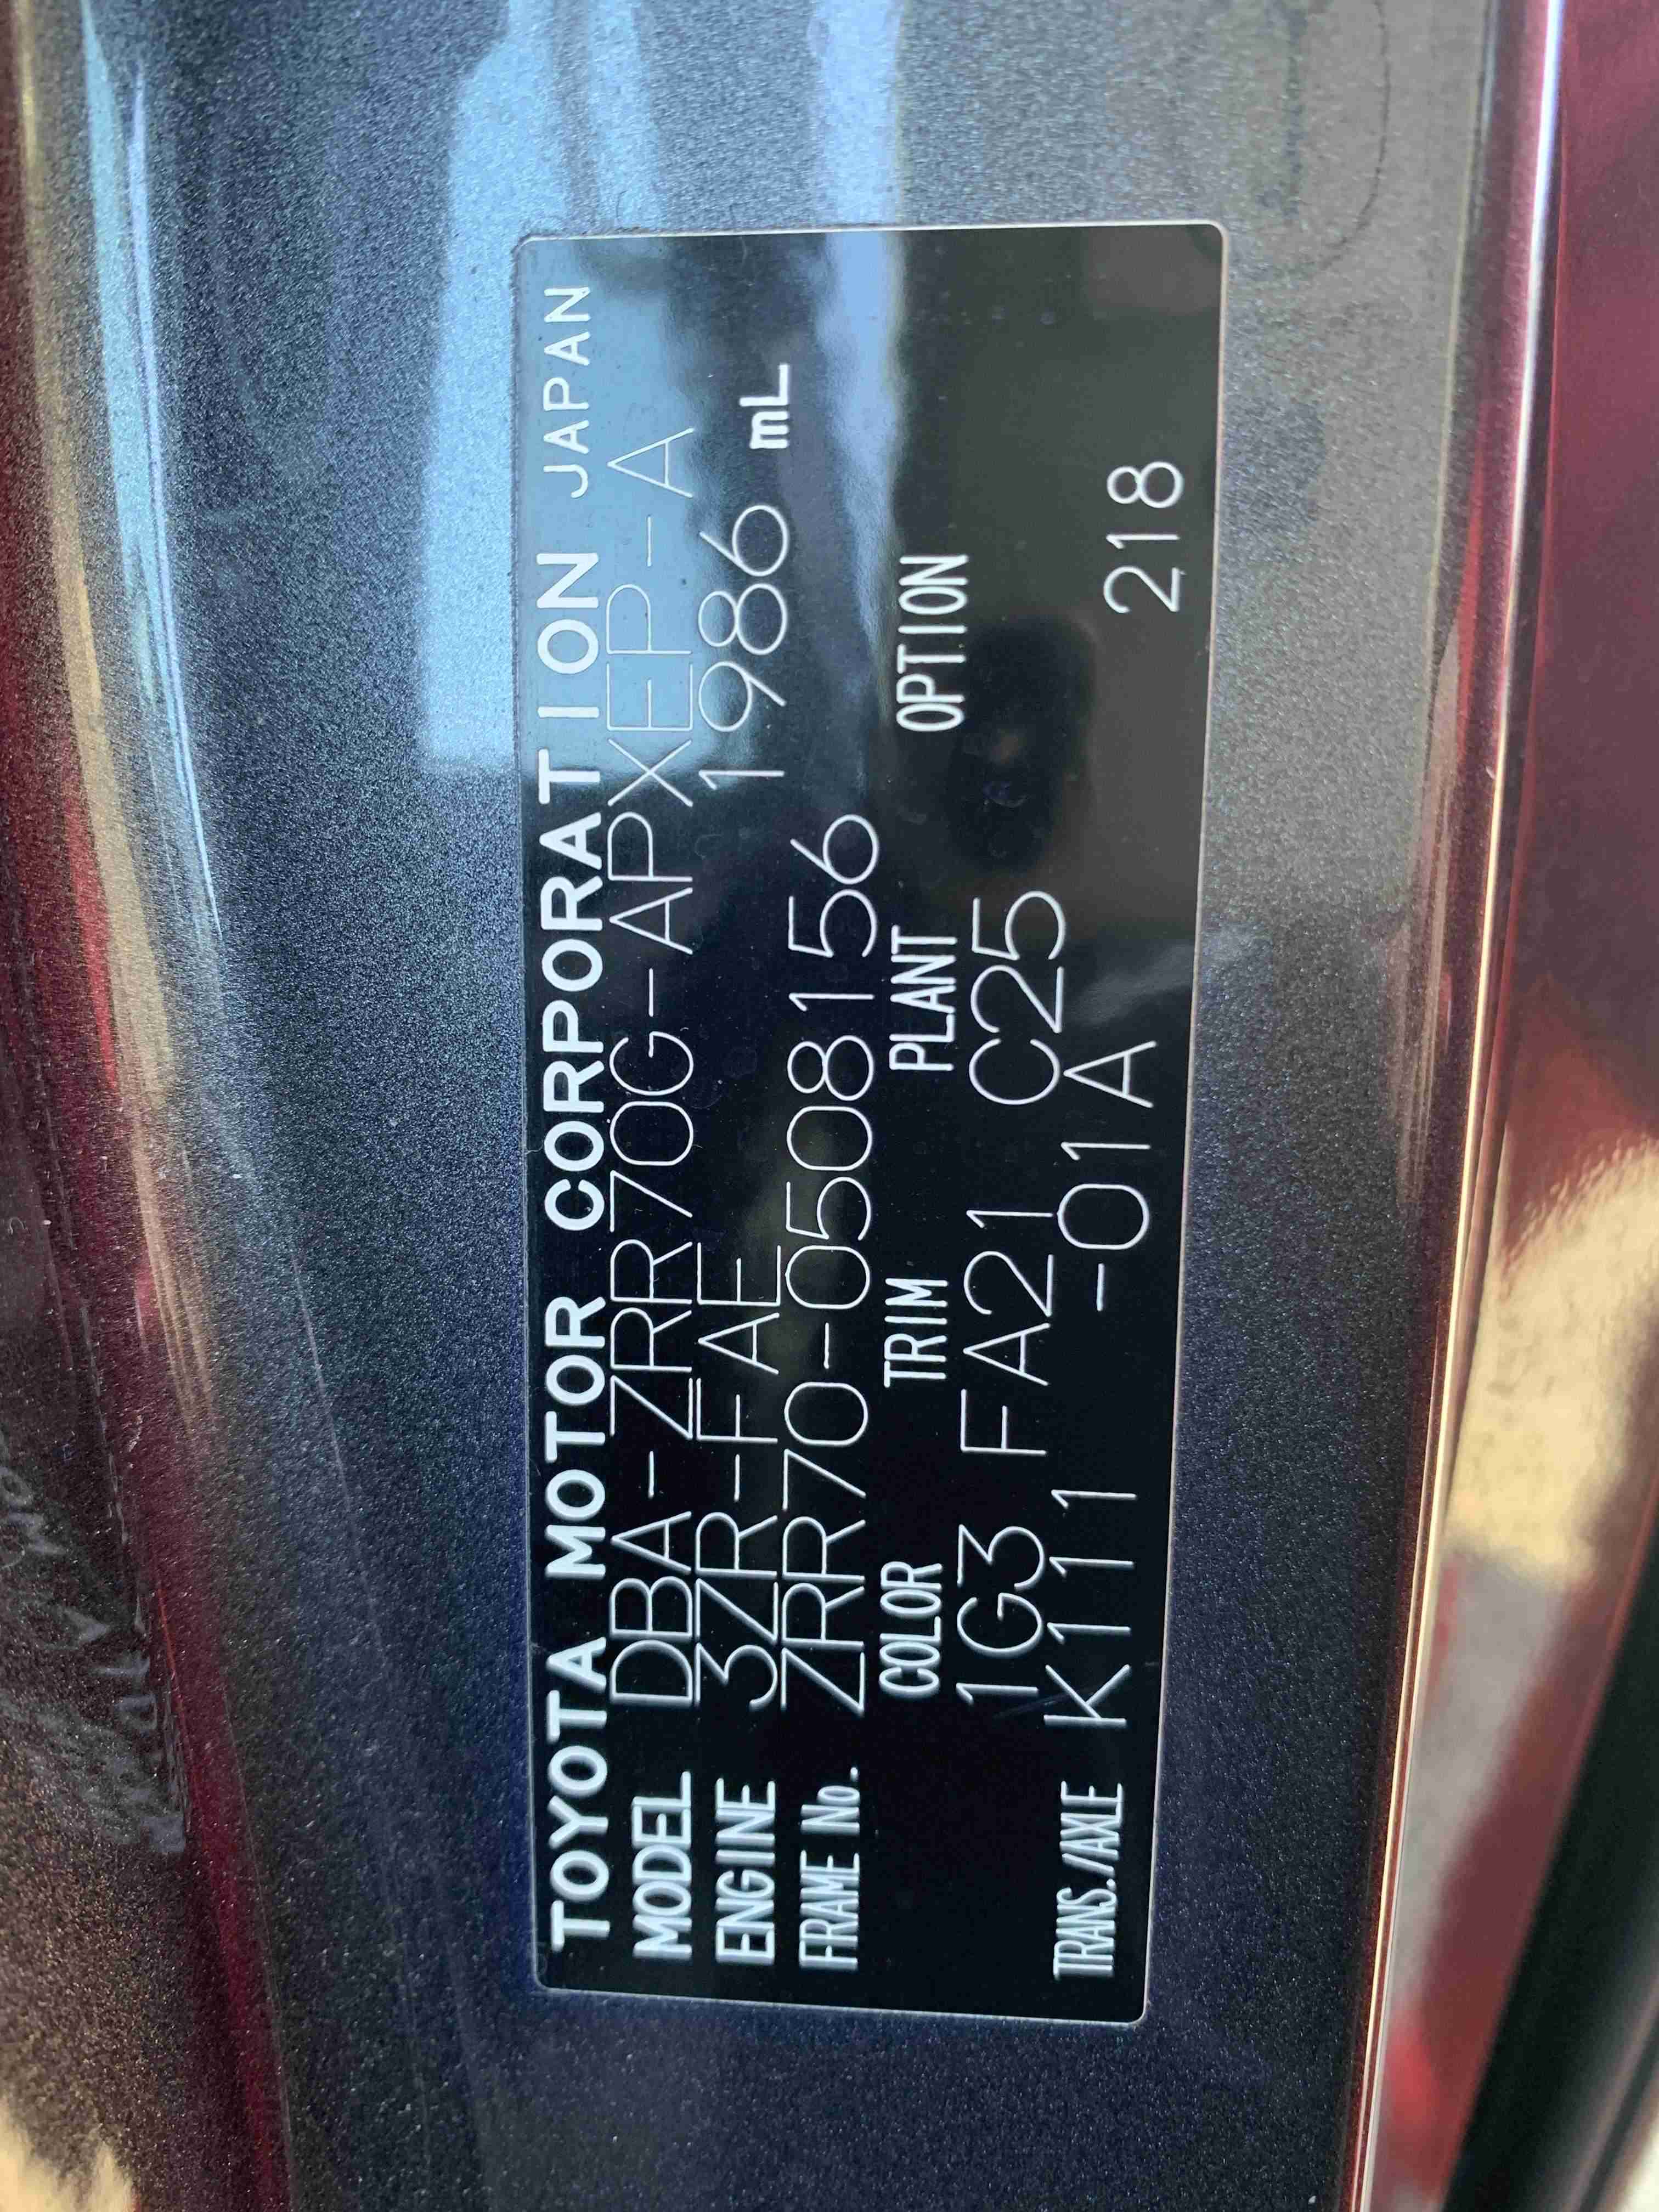 TOYOTA MOTOR CORPORATION JAPAN
MODEL DBA-ZRR70G-APXEP-A
ENGINE 3ZR-FAE 1986 mL
FRAME No. ZRR70-0508156
COLOR TRIM PLANT OPTION
1G3 FA21 C25
TRANS./AXLE K111 -01A 218